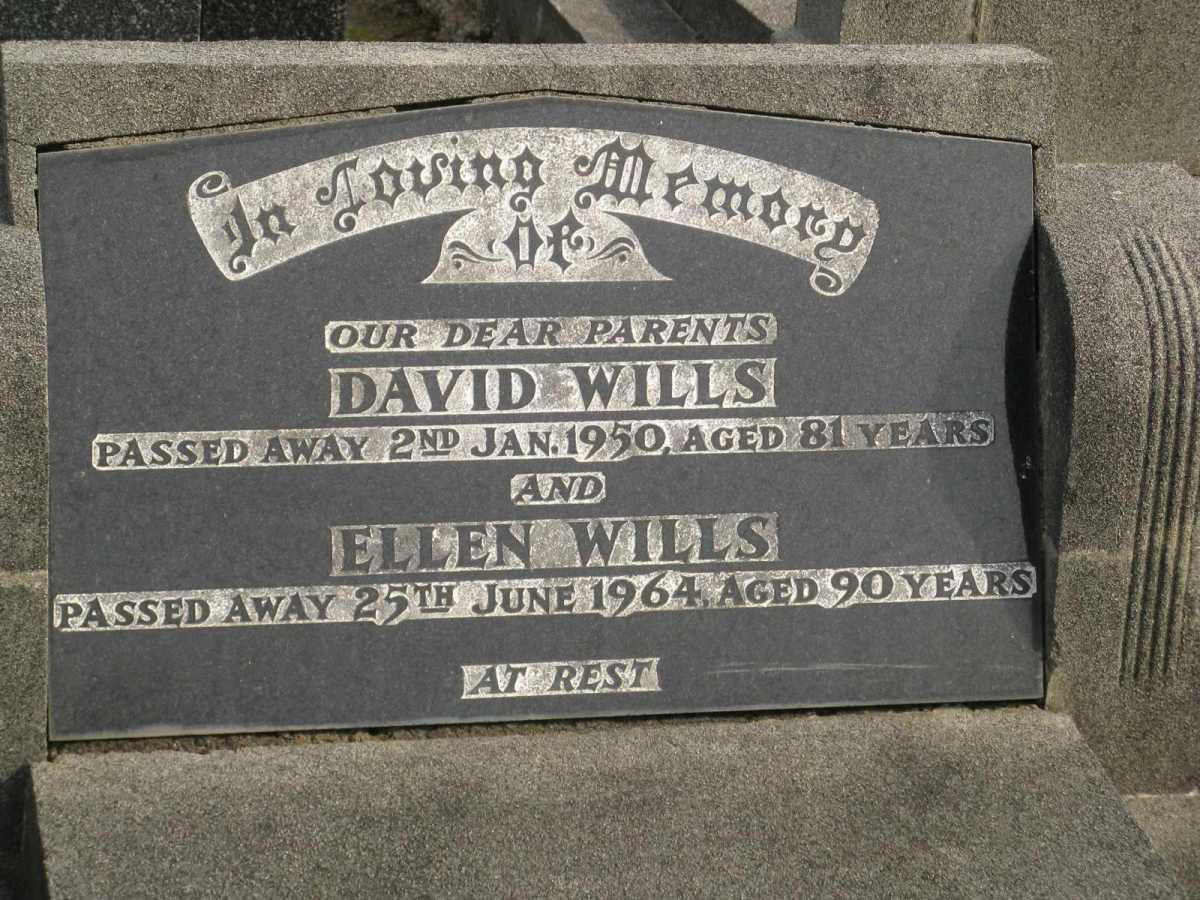 In Loving Memory
Of
OUR DEAR PARENTS
DAVID WILLS
PASSED AWAY 2ND JAN. 1950, AGED 81 YEARS
AND
ELLEN WILLS
PASSED AWAY 25TH JUNE 1964, AGED 90 YEARS
AT REST